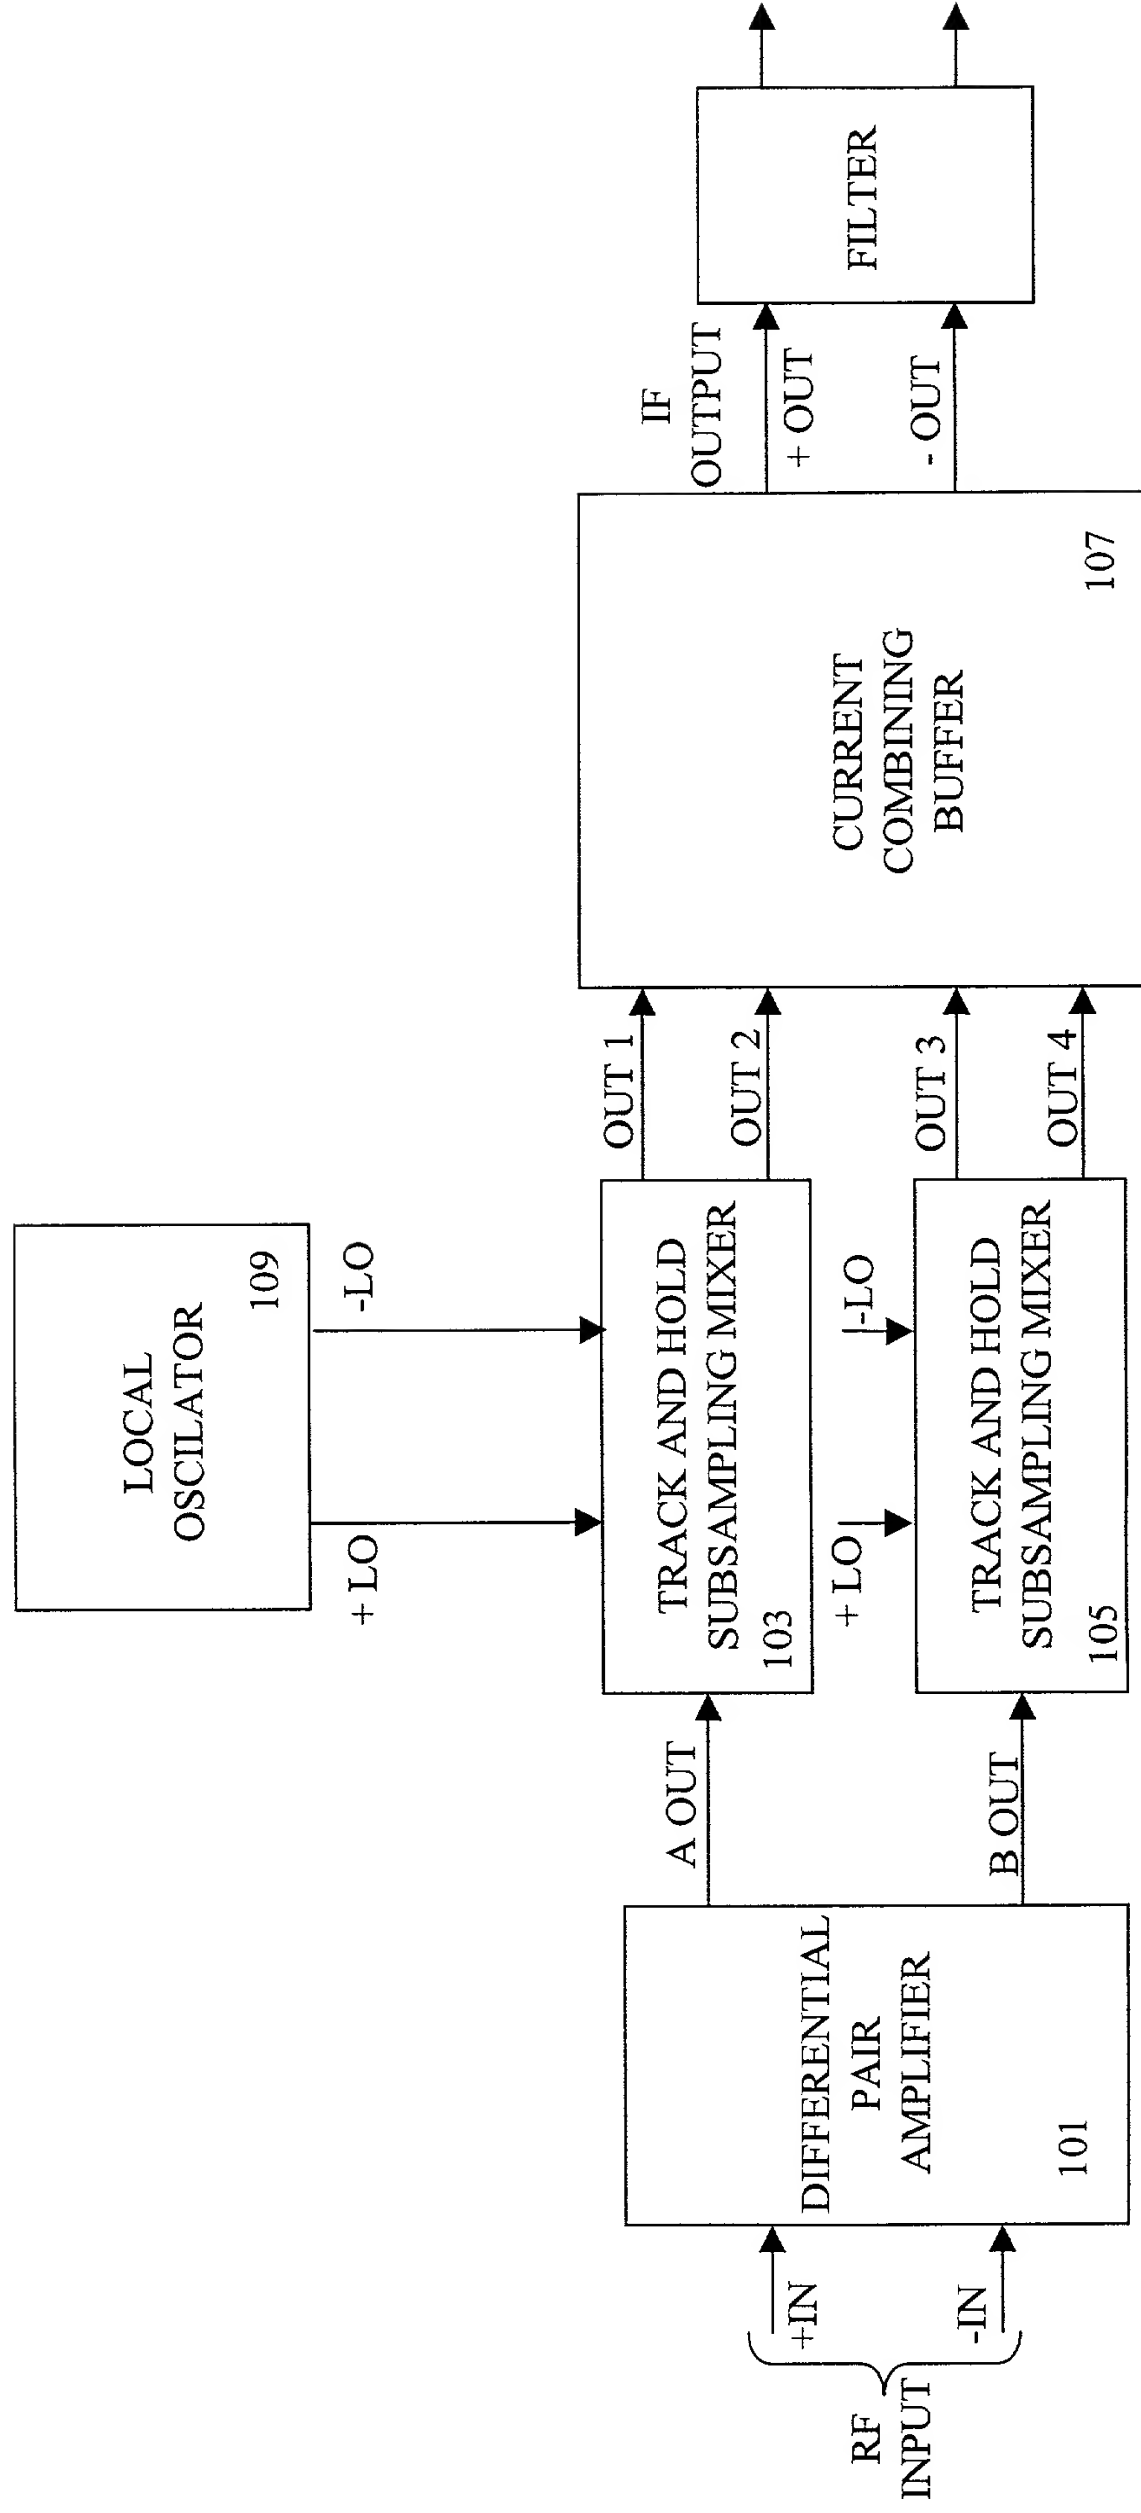 LOCAL
OSCILATOR
109
+ LO
-LO
RF
INPUT
+IN
-IN
DIFFERENTIAL
PAIR
AMPLIFIER
101
A OUT
B OUT
TRACK AND HOLD
SUBSAMPLING MIXER
103
+ LO
-LO
TRACK AND HOLD
SUBSAMPLING MIXER
105
OUT 1
OUT 2
OUT 3
OUT 4
CURRENT
COMBINING
BUFFER
107
IF
OUTPUT
+ OUT
- OUT
FILTER